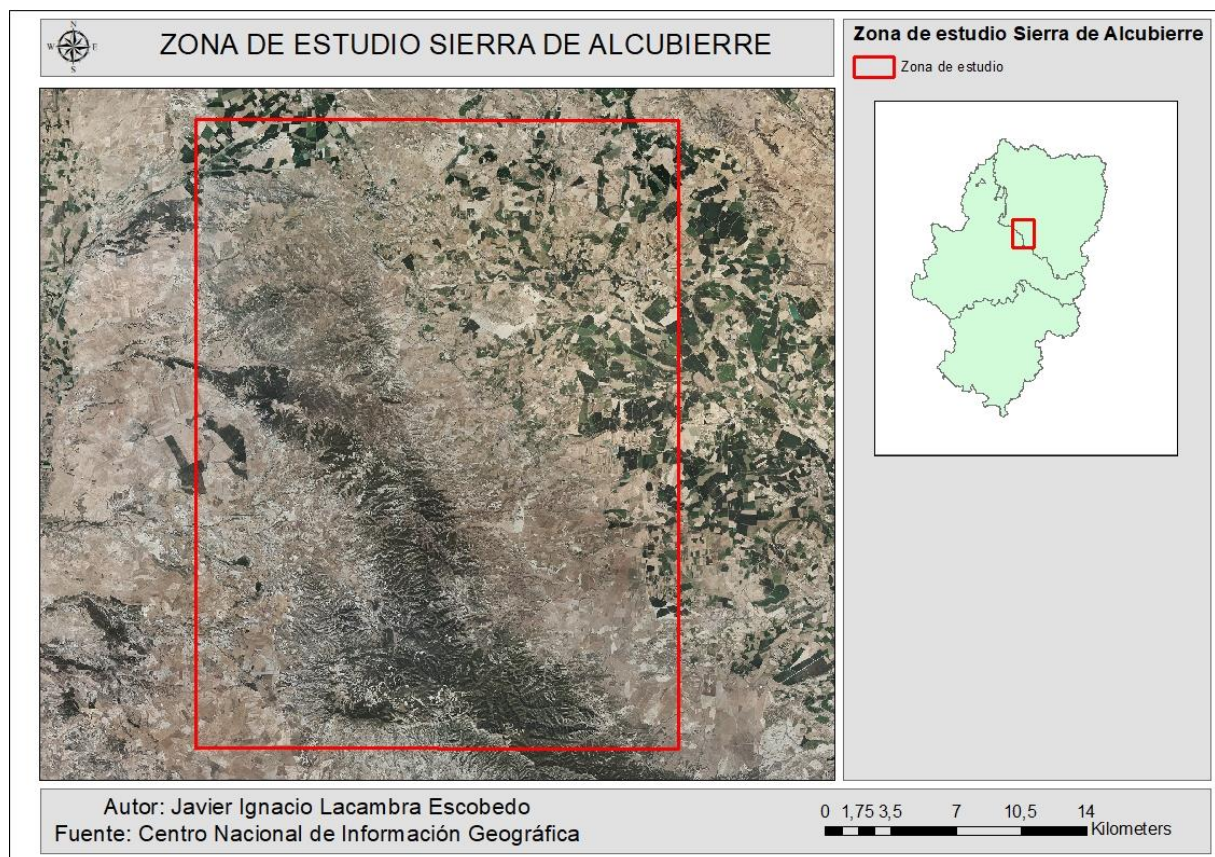 N
W E
S
ZONA DE ESTUDIO SIERRA DE ALCUBIERRE
Zona de estudio Sierra de Alcubierre
Zona de estudio
Autor: Javier Ignacio Lacambra Escobedo
Fuente: Centro Nacional de Información Geográfica
0 1,75 3,5 7 10,5 14
Kilometers